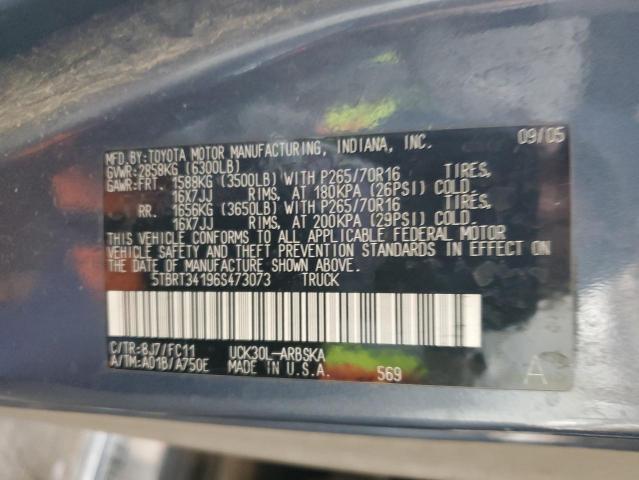 MFD.BY:TOYOTA MOTOR MANUFACTURING, INDIANA, INC. 09/05
GVWR:2858KG (6300LB)
GAWR:FRT. 1588KG (3500LB) WITH P265/70R16 TIRES,
16X7JJ RIMS, AT 180KPA (26PSI) COLD.
RR. 1656KG (3650LB) WITH P265/70R16 TIRES,
16X7JJ RIMS, AT 200KPA (29PSI) COLD.
THIS VEHICLE CONFORMS TO ALL APPLICABLE FEDERAL MOTOR
VEHICLE SAFETY AND THEFT PREVENTION STANDARDS IN EFFECT ON
THE DATE OF MANUFACTURE SHOWN ABOVE.
5TBRT34196S473073 TRUCK
C/TR:8J7/FC11 UCK30L-ARBSKA
A/TM:A01B/A750E MADE IN U.S.A. 569 A